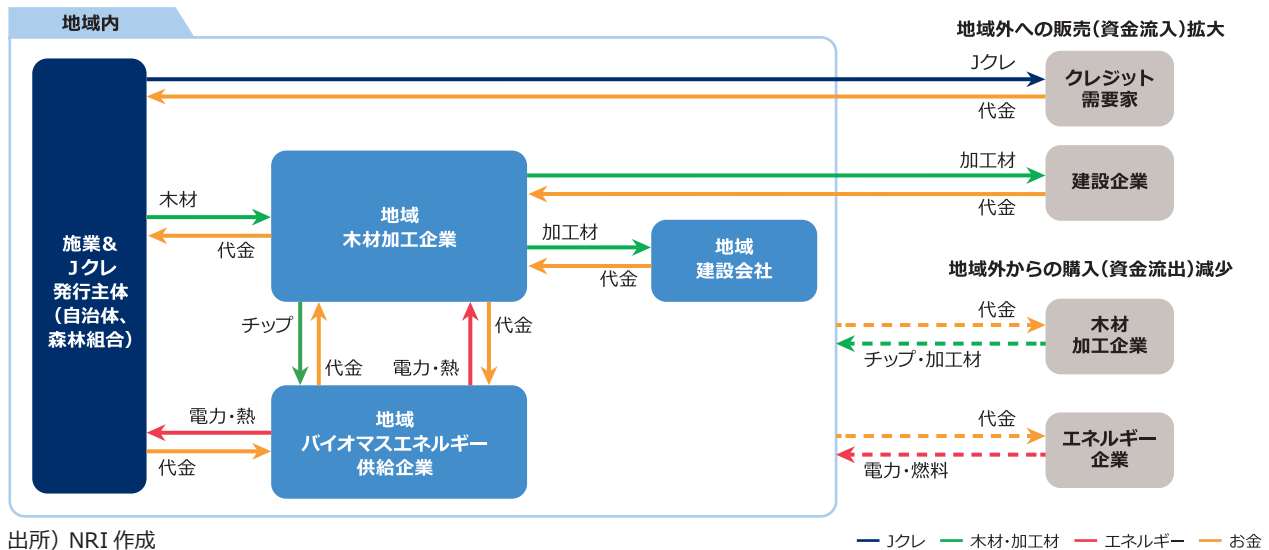 地域内
地域外への販売（資金流入）拡大
Jクレ
代金
クレジット
需要家
加工材
代金
建設企業
施業&
Jクレ
発行主体
（自治体、
森林組合）
木材
代金
地域
木材加工企業
加工材
代金
地域
建設会社
チップ
代金
電力・熱
代金
電力・熱
代金
地域
バイオマスエネルギー
供給企業
地域外からの購入（資金流出）減少
代金
チップ・加工材
木材
加工企業
代金
電力・燃料
エネルギー
企業
出所）NRI 作成
Jクレ 木材・加工材 エネルギー お金